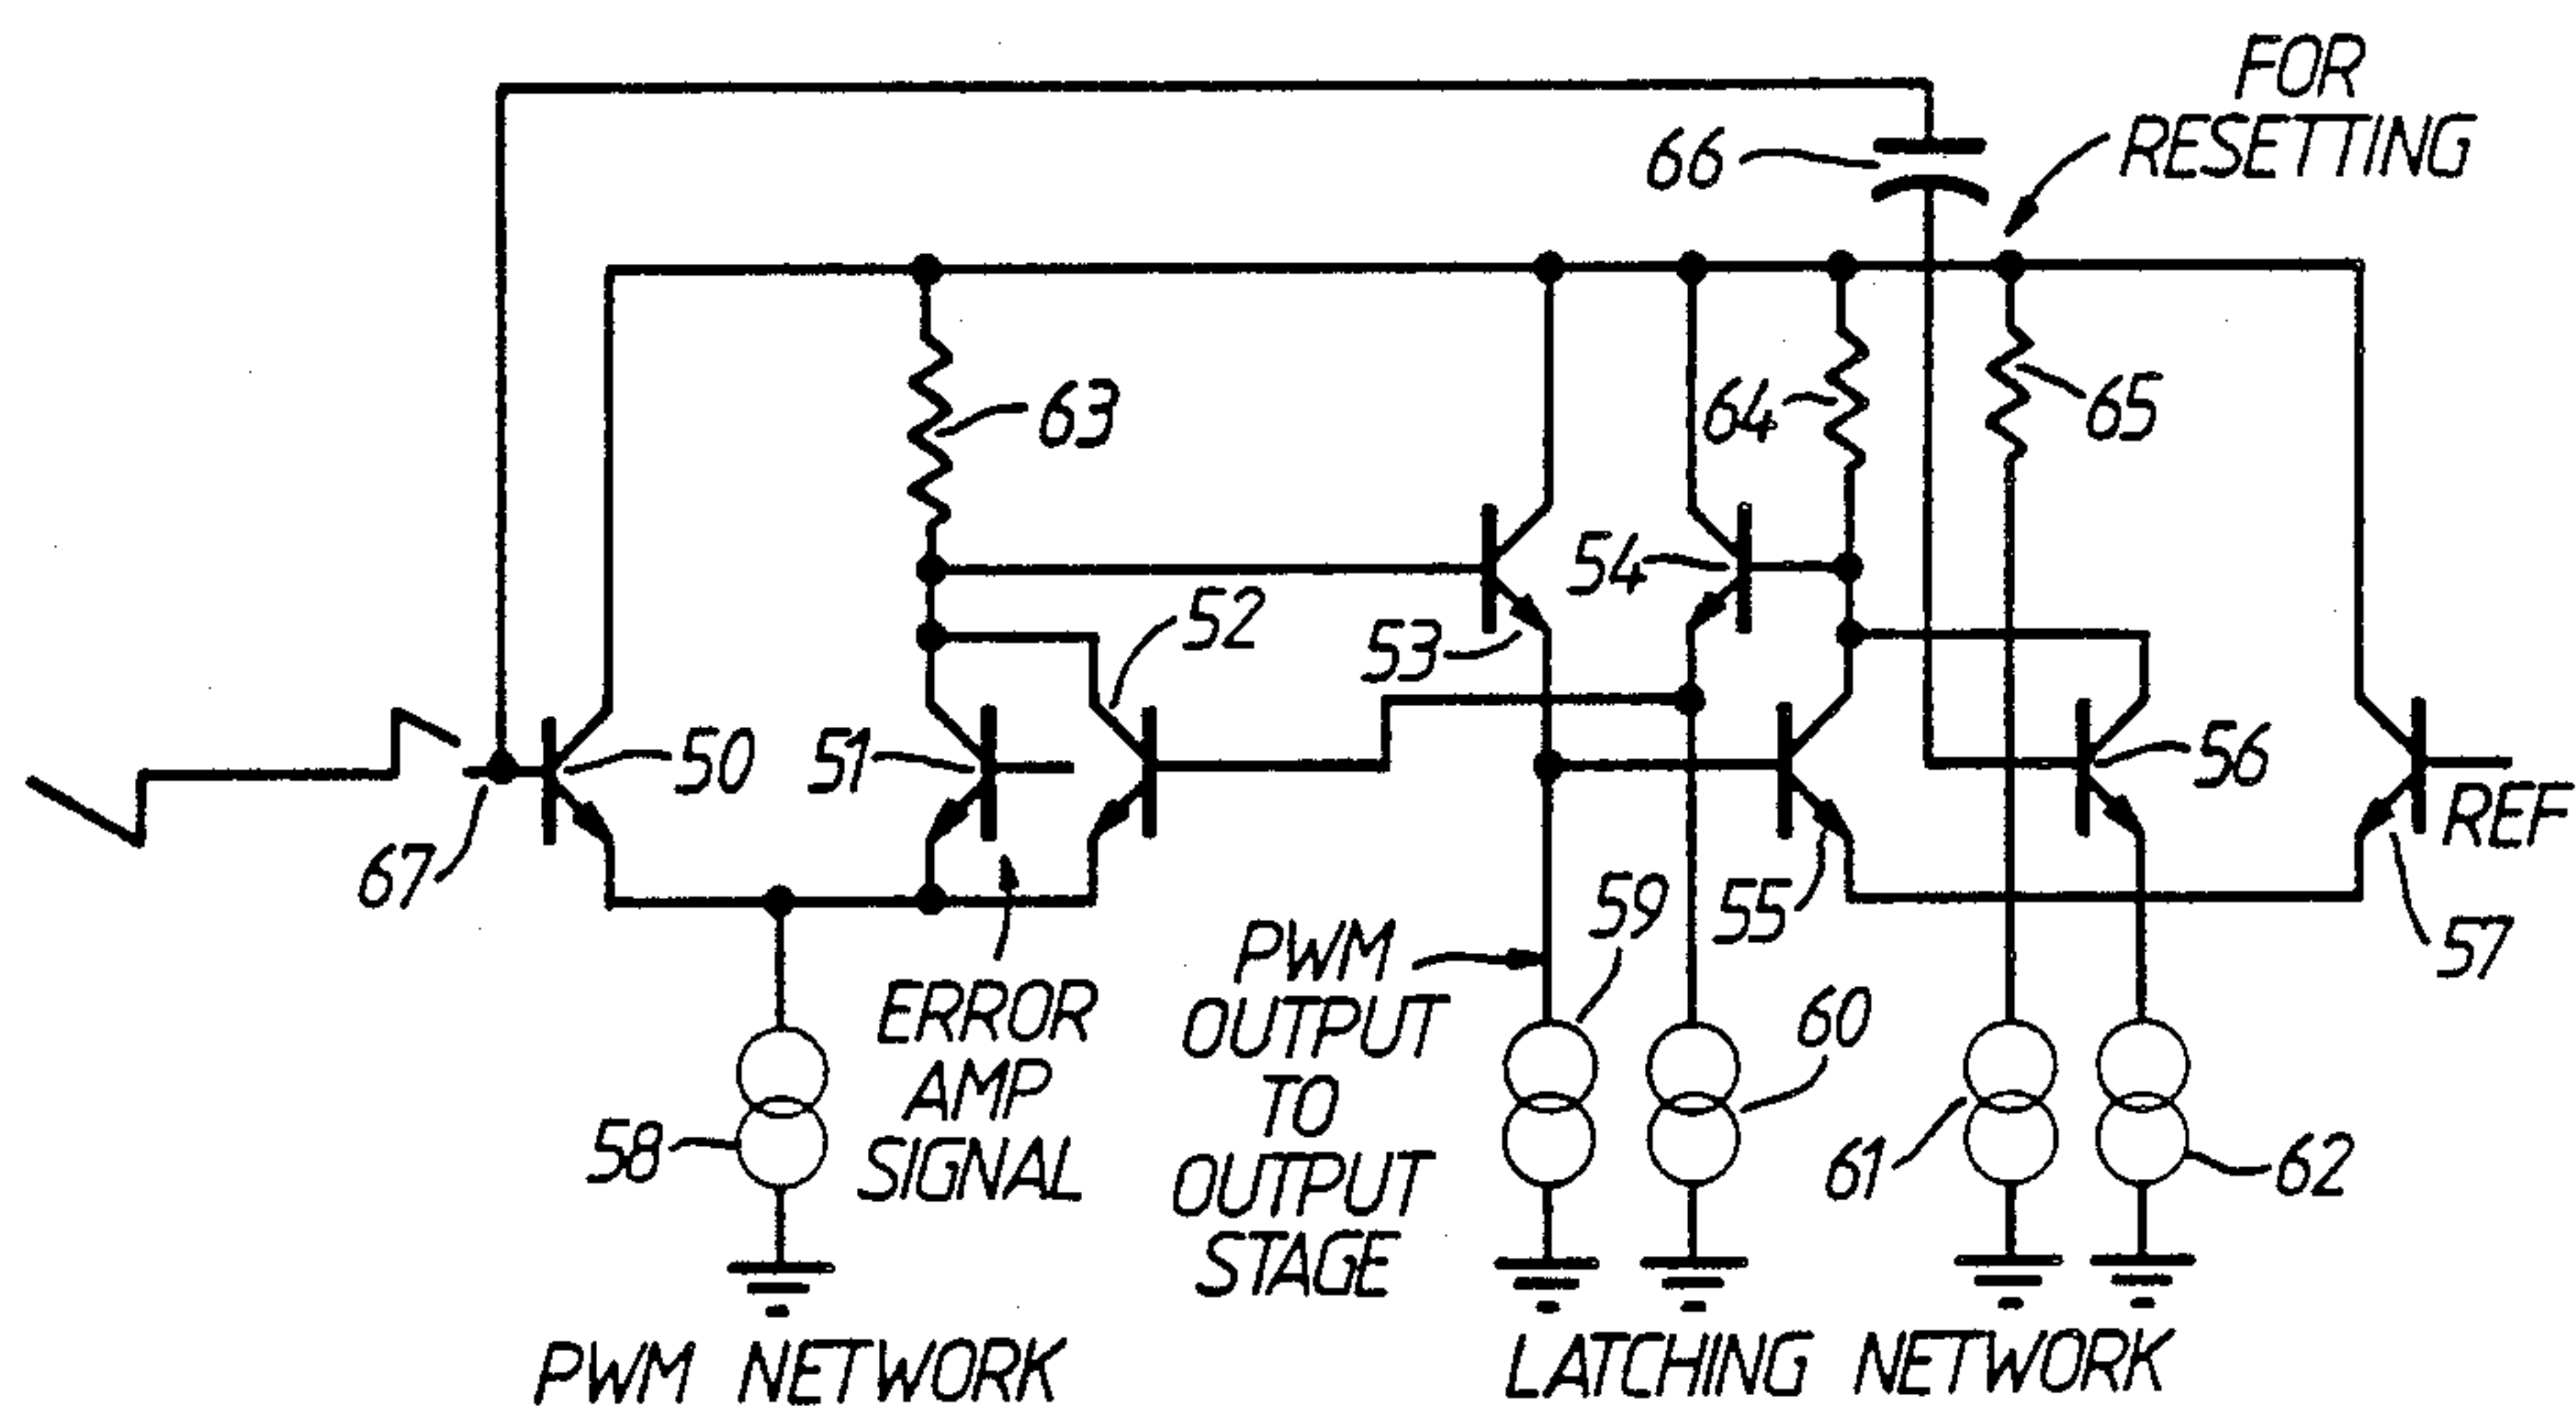 FOR
RESETTING
66
63
64
65
52
54
53
50
51
56
REF
67
59
55
57
PWM
OUTPUT
TO
OUTPUT
STAGE
ERROR
AMP
SIGNAL
60
58
61
62
PWM NETWORK
LATCHING NETWORK